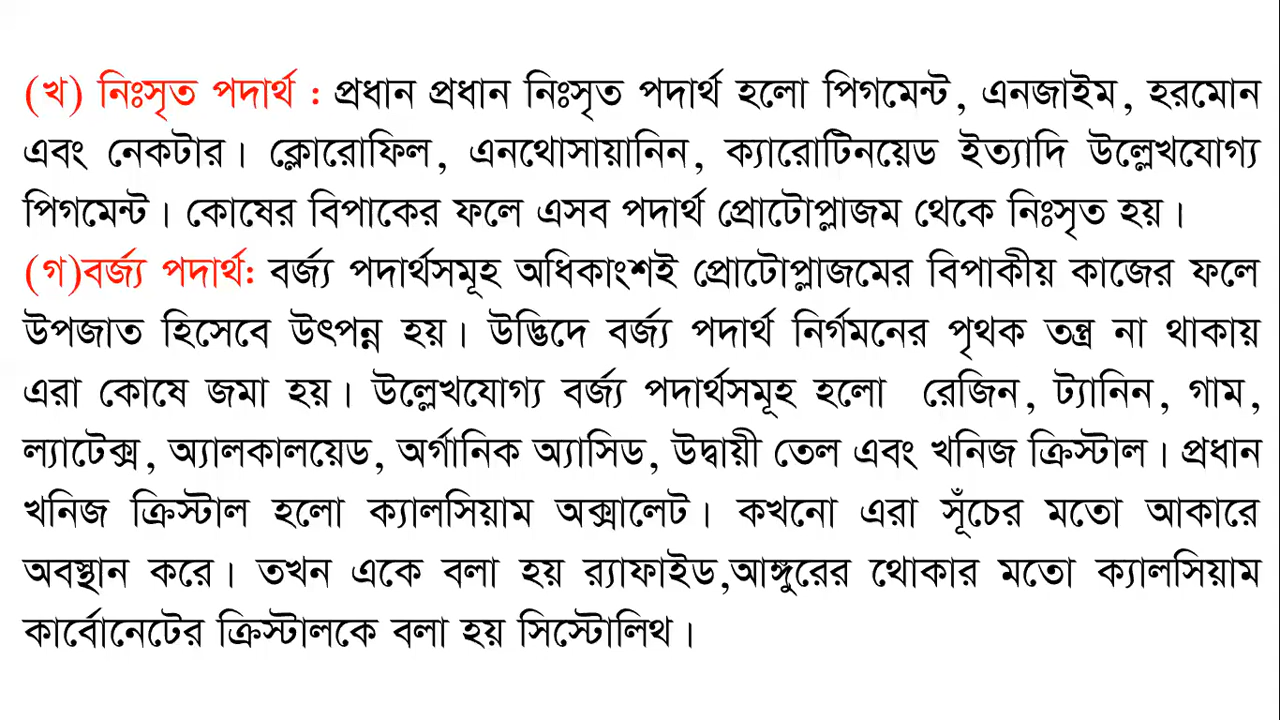 (খ) নিঃসৃত পদার্থ : প্রধান প্রধান নিঃসৃত পদার্থ হলো পিগমেন্ট, এনজাইম, হরমোন
এবং নেকটার। ক্লোরোফিল, এনথোসায়ানিন, ক্যারোটিনয়েড ইত্যাদি উল্লেখযোগ্য
পিগমেন্ট। কোষের বিপাকের ফলে এসব পদার্থ প্রোটোপ্লাজম থেকে নিঃসৃত হয়।
(গ)বর্জ্য পদার্থ: বর্জ্য পদার্থসমূহ অধিকাংশই প্রোটোপ্লাজমের বিপাকীয় কাজের ফলে
উপজাত হিসেবে উৎপন্ন হয়। উদ্ভিদে বর্জ্য পদার্থ নির্গমনের পৃথক তন্ত্র না থাকায়
এরা কোষে জমা হয়। উল্লেখযোগ্য বর্জ্য পদার্থসমূহ হলো রেজিন, ট্যানিন, গাম,
ল্যাটেক্স, অ্যালকালয়েড, অর্গানিক অ্যাসিড, উদ্বায়ী তেল এবং খনিজ ক্রিস্টাল। প্রধান
খনিজ ক্রিস্টাল হলো ক্যালসিয়াম অক্সালেট। কখনো এরা সূঁচের মতো আকারে
অবস্থান করে। তখন একে বলা হয় র‍্যাফাইড,আঙ্গুরের থোকার মতো ক্যালসিয়াম
কার্বোনেটের ক্রিস্টালকে বলা হয় সিস্টোলিথ।